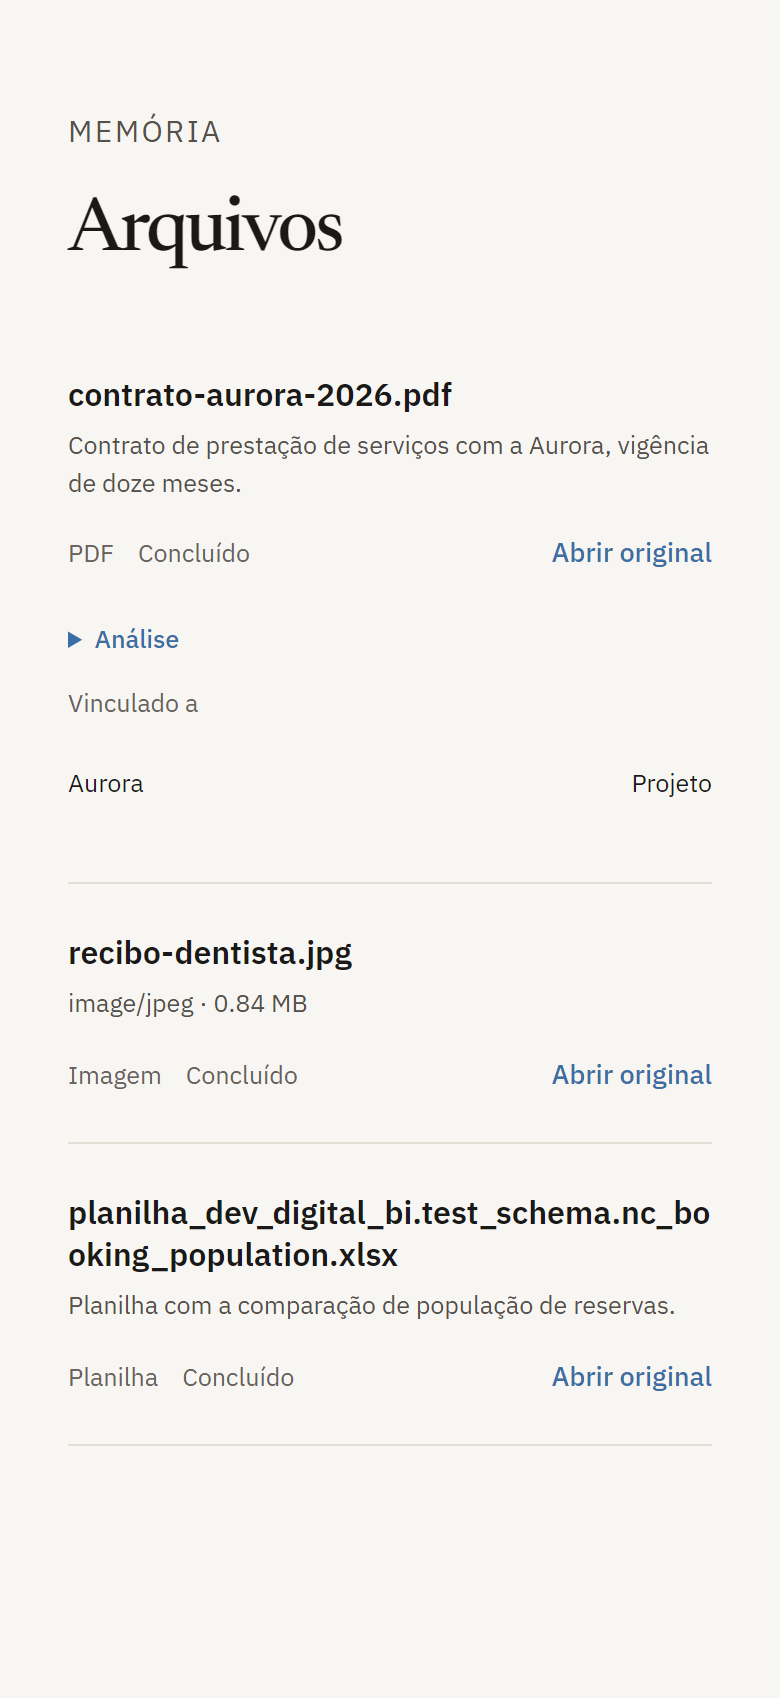 MEMÓRIA
Arquivos
contrato-aurora-2026.pdf
Contrato de prestação de serviços com a Aurora, vigência
de doze meses.
PDF Concluído Abrir original
Análise
Vinculado a
Aurora Projeto
recibo-dentista.jpg
image/jpeg · 0.84 MB
Imagem Concluído Abrir original
planilha_dev_digital_bi.test_schema.nc_bo
oking_population.xlsx
Planilha com a comparação de população de reservas.
Planilha Concluído Abrir original